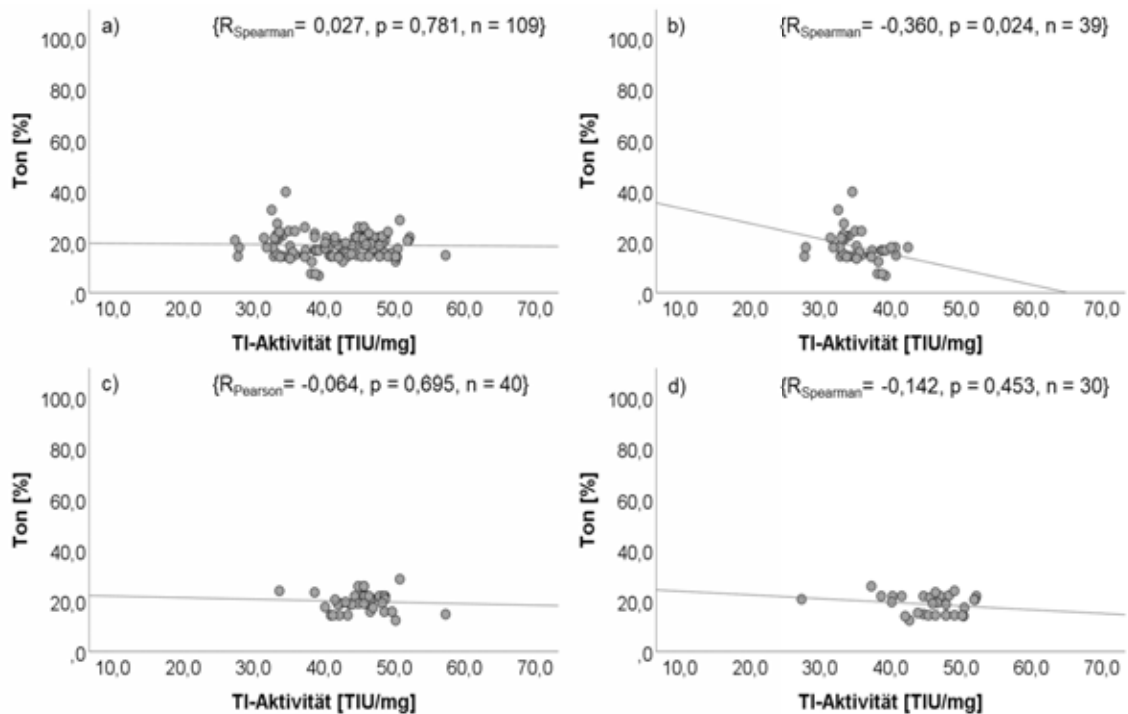 a) {R_Spearman = 0,027, p = 0,781, n = 109}
100,0
80,0
60,0
40,0
20,0
,0
Ton [%]
10,0 20,0 30,0 40,0 50,0 60,0 70,0
TI-Aktivität [TIU/mg]
b) {R_Spearman = -0,360, p = 0,024, n = 39}
100,0
80,0
60,0
40,0
20,0
,0
Ton [%]
10,0 20,0 30,0 40,0 50,0 60,0 70,0
TI-Aktivität [TIU/mg]
c) {R_Pearson = -0,064, p = 0,695, n = 40}
100,0
80,0
60,0
40,0
20,0
,0
Ton [%]
10,0 20,0 30,0 40,0 50,0 60,0 70,0
TI-Aktivität [TIU/mg]
d) {R_Spearman = -0,142, p = 0,453, n = 30}
100,0
80,0
60,0
40,0
20,0
,0
Ton [%]
10,0 20,0 30,0 40,0 50,0 60,0 70,0
TI-Aktivität [TIU/mg]